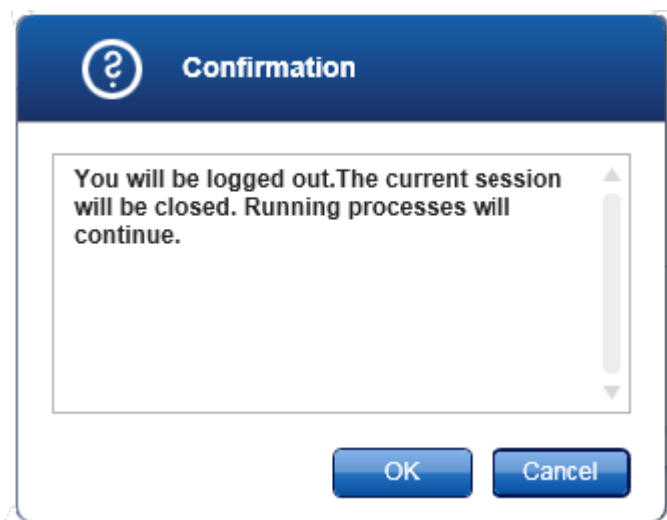 Confirmation
You will be logged out.The current session
will be closed. Running processes will
continue.
OK
Cancel